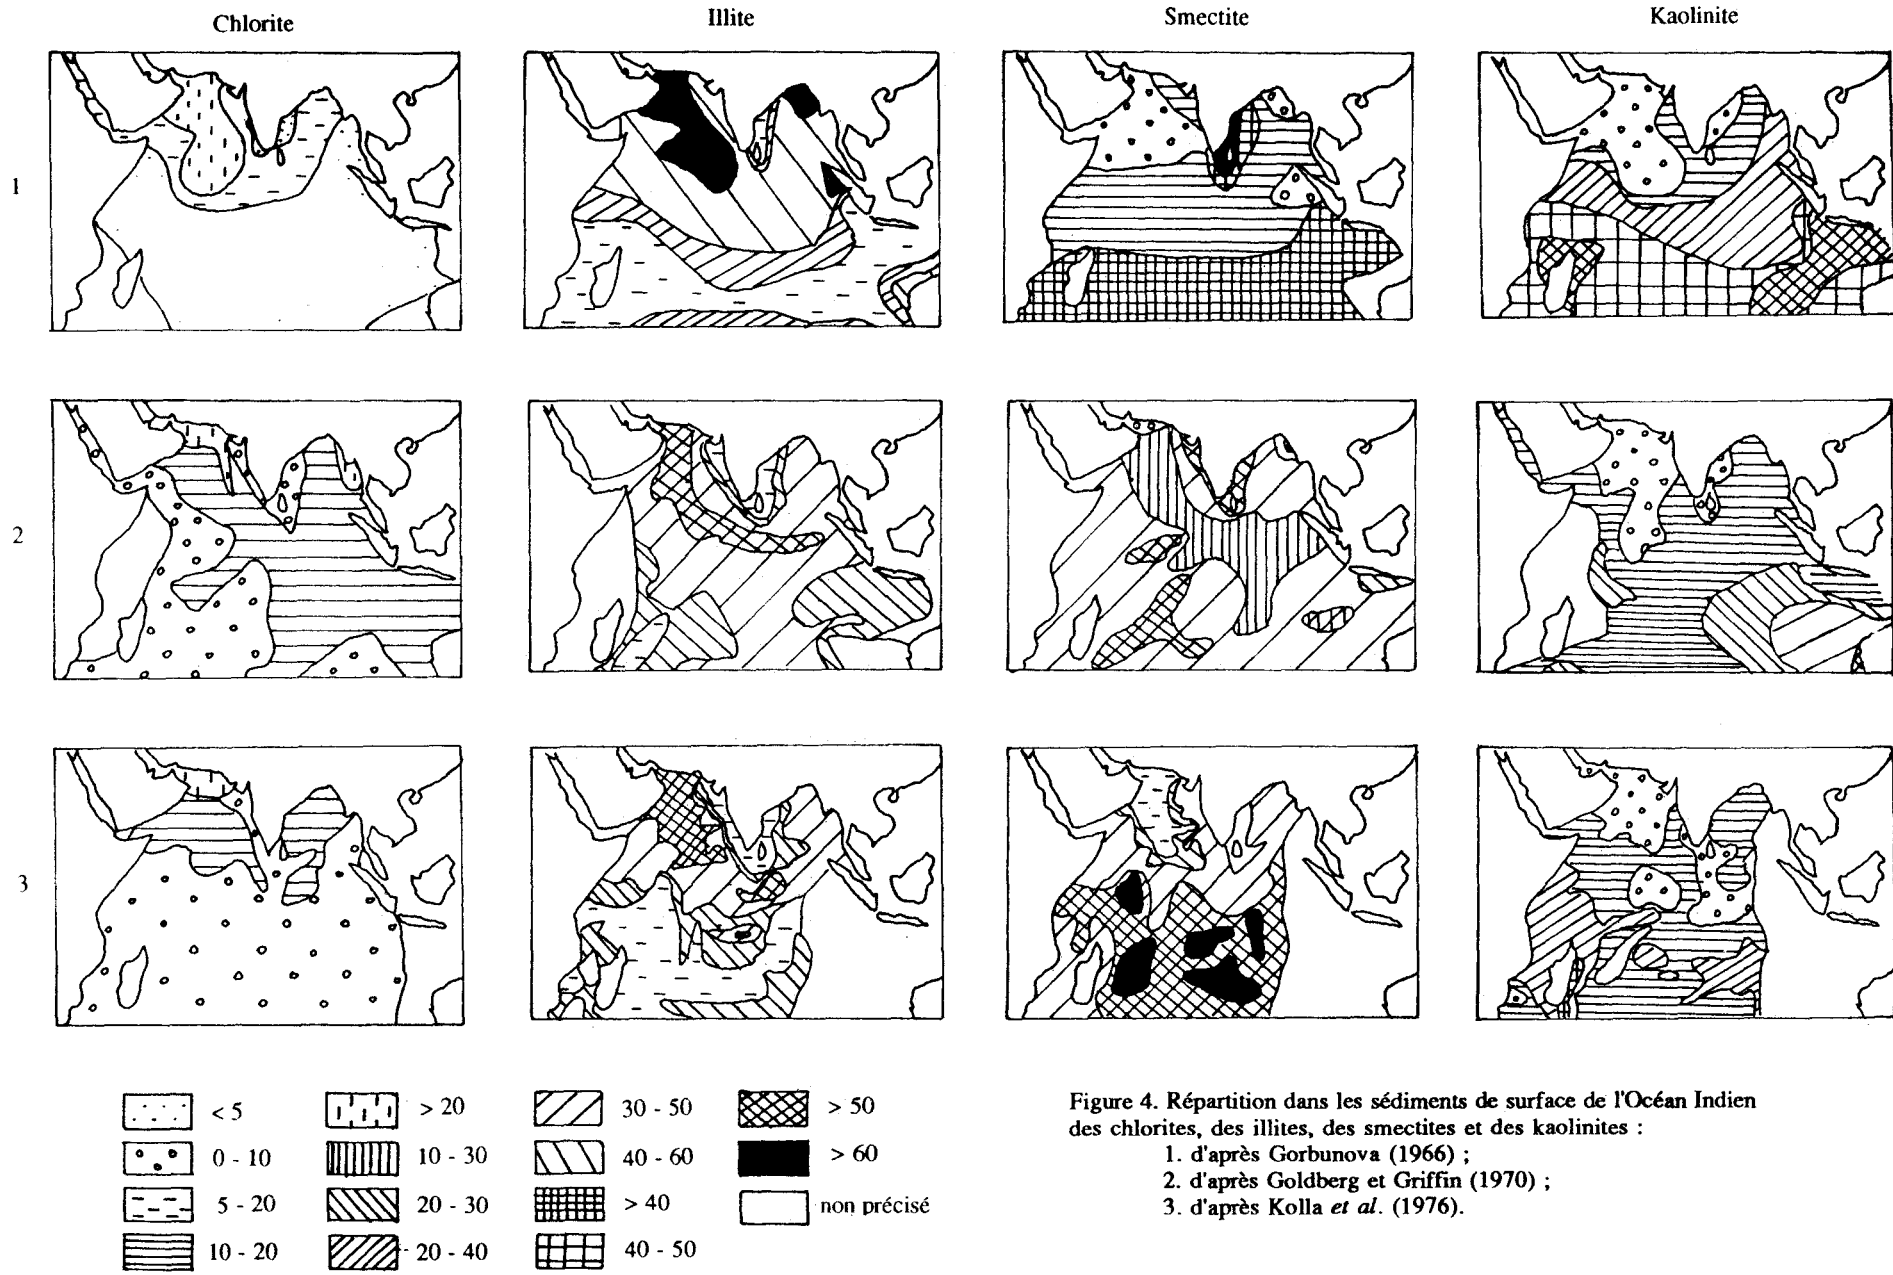 Chlorite
Illite
Smectite
Kaolinite
1
2
3
< 5
0 - 10
5 - 20
10 - 20
> 20
10 - 30
20 - 30
20 - 40
30 - 50
40 - 60
> 40
40 - 50
> 50
> 60
non précisé
Figure 4. Répartition dans les sédiments de surface de l'Océan Indien
des chlorites, des illites, des smectites et des kaolinites :
1. d'après Gorbunova (1966) ;
2. d'après Goldberg et Griffin (1970) ;
3. d'après Kolla et al. (1976).